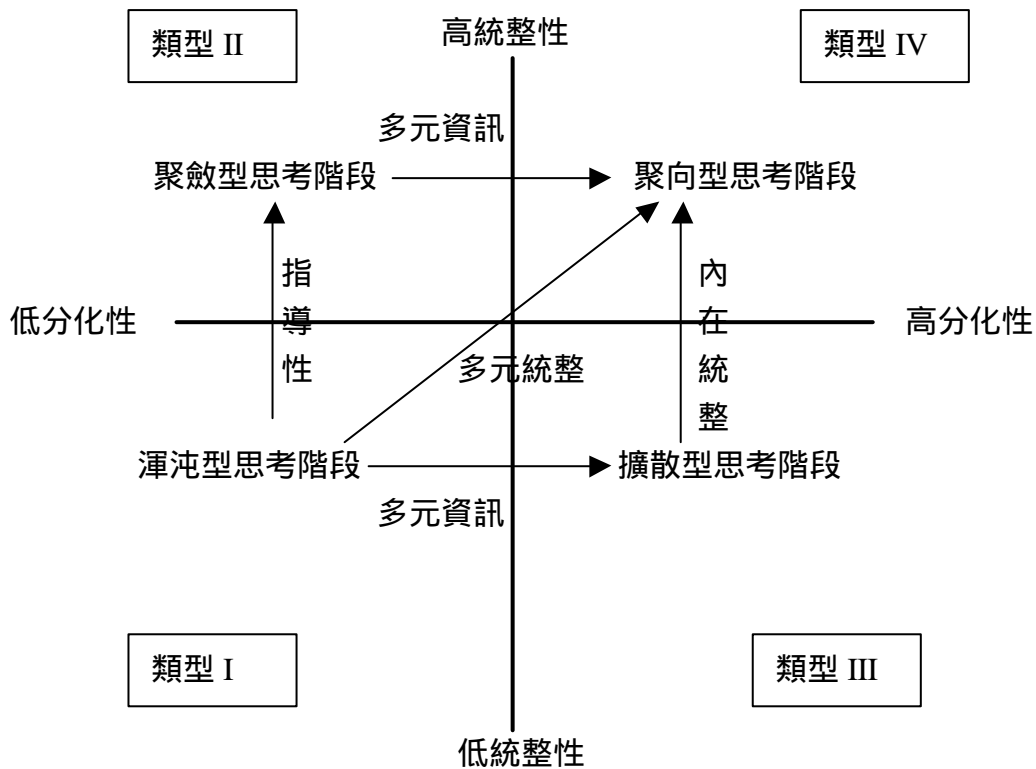 類型 II
高統整性
類型 IV
多元資訊
聚斂型思考階段
聚向型思考階段
指導性
內在統整
低分化性
高分化性
多元統整
渾沌型思考階段
擴散型思考階段
多元資訊
類型 I
類型 III
低統整性